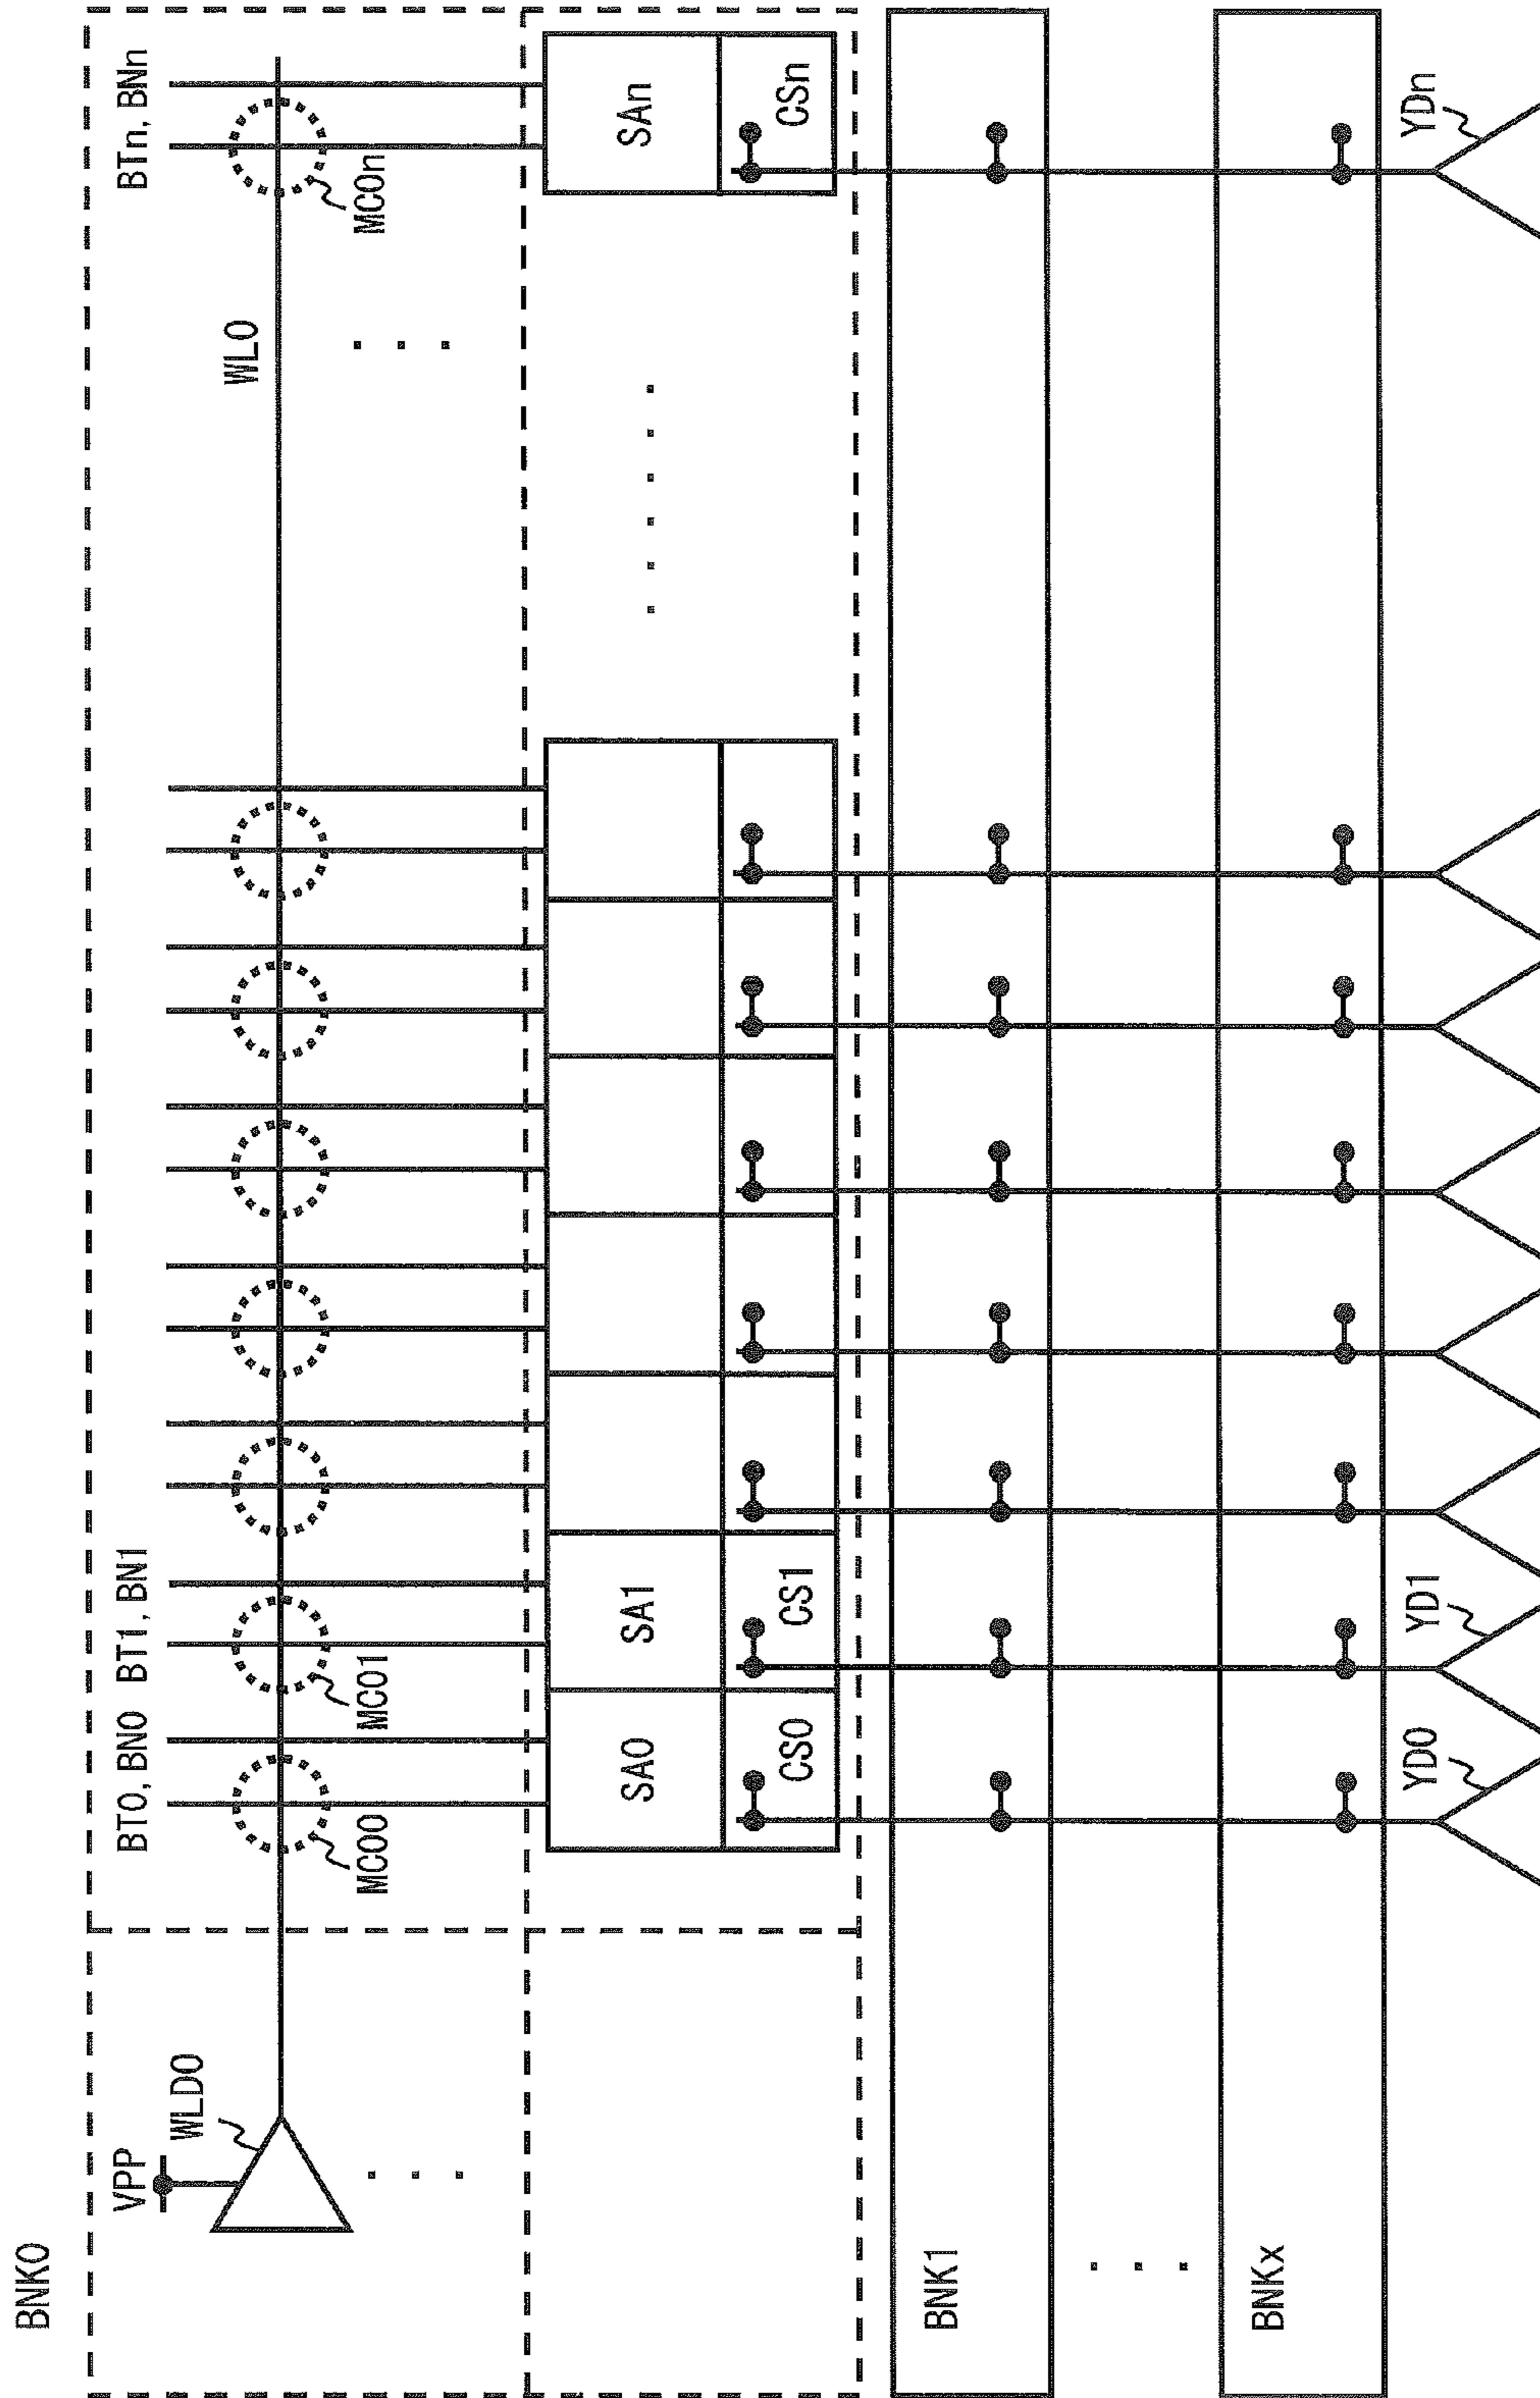 BNK0
VPP
WLD0
BT0, BN0
BT1, BN1
BTn, BNn
WL0
MC00
MC01
MC0n
SA0
SA1
SAn
CS0
CS1
CSn
BNK1
BNKx
YD0
YD1
YDn